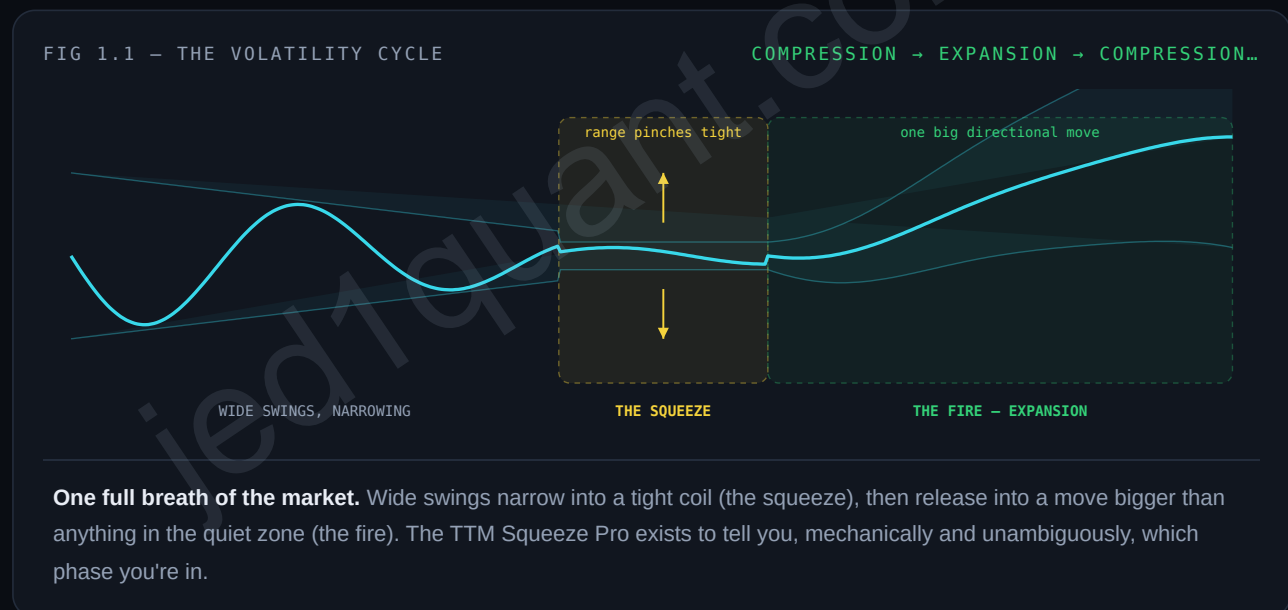 FIG 1.1 — THE VOLATILITY CYCLE
COMPRESSION → EXPANSION → COMPRESSION…
range pinches tight
one big directional move
WIDE SWINGS, NARROWING
THE SQUEEZE
THE FIRE — EXPANSION
One full breath of the market. Wide swings narrow into a tight coil (the squeeze), then release into a move bigger than
anything in the quiet zone (the fire). The TTM Squeeze Pro exists to tell you, mechanically and unambiguously, which
phase you're in.